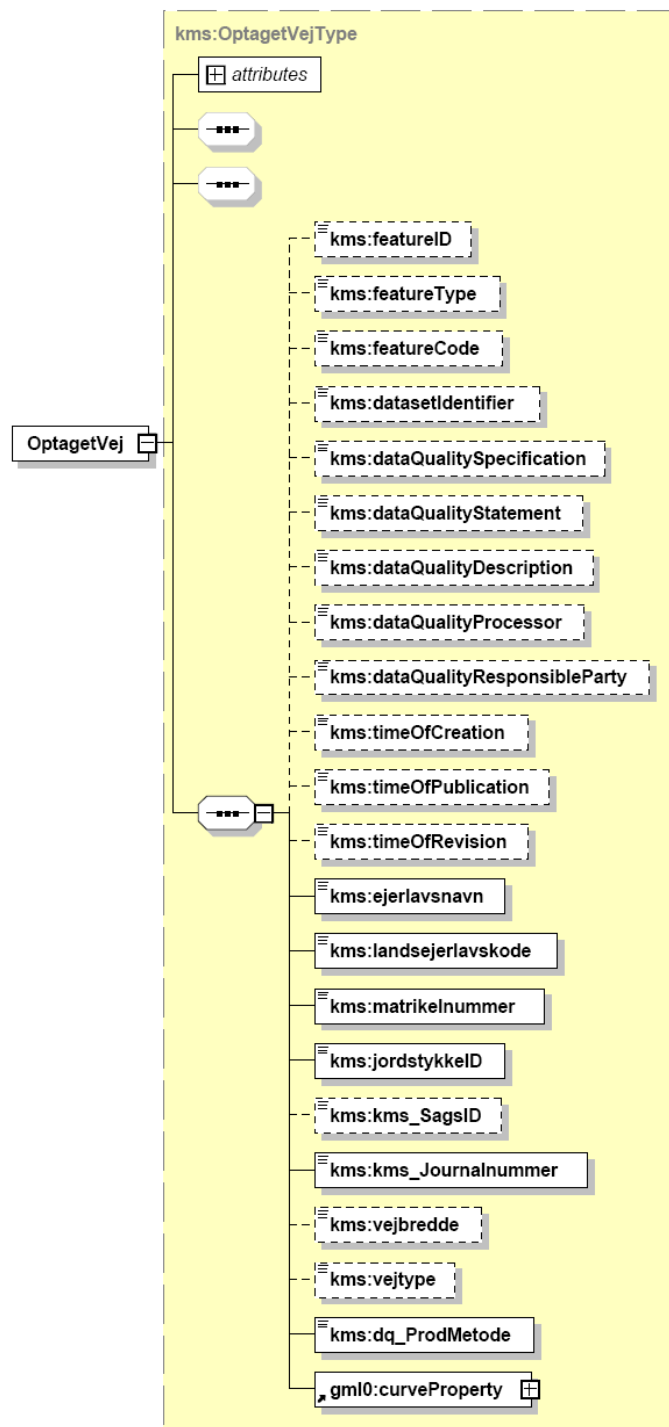 kms:OptagetVejType
attributes
kms:featureID
kms:featureType
kms:featureCode
kms:datasetIdentifier
OptagetVej
kms:dataQualitySpecification
kms:dataQualityStatement
kms:dataQualityDescription
kms:dataQualityProcessor
kms:dataQualityResponsibleParty
kms:timeOfCreation
kms:timeOfPublication
kms:timeOfRevision
kms:ejerlavsnavn
kms:landsejerlavskode
kms:matrikelnummer
kms:jordstykkeID
kms:kms_SagsID
kms:kms_Journalnummer
kms:vejbredde
kms:vejtype
kms:dq_ProdMetode
gml0:curveProperty